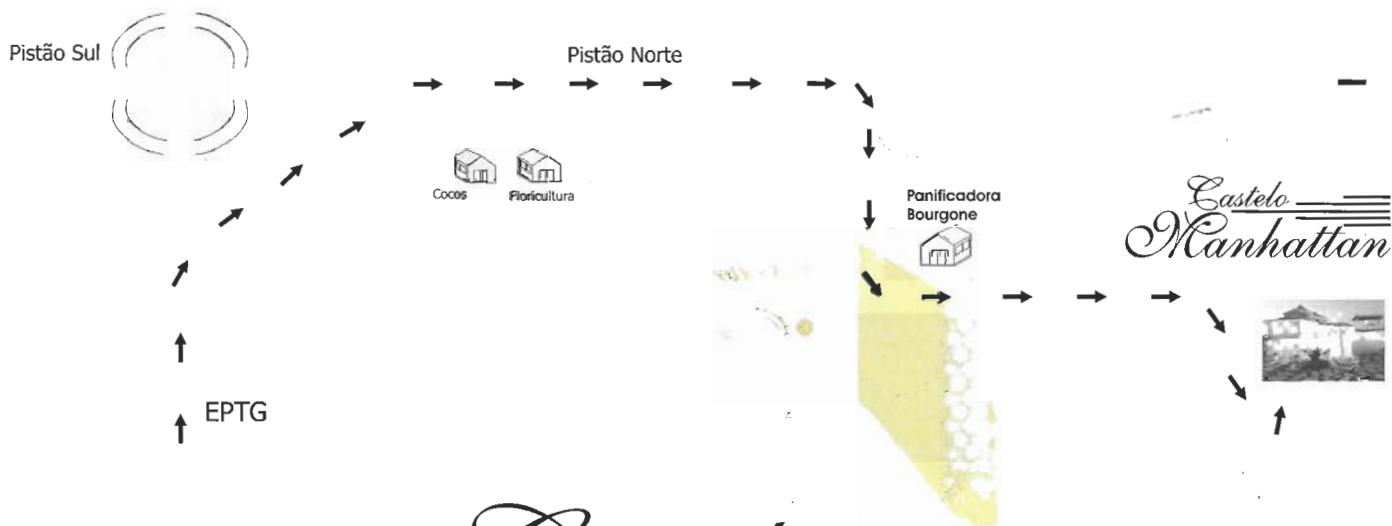 Pistão Sul
Pistão Norte
Cocos
Floricultura
Panificadora
Bourgone
Castelo
Manhattan
EPTG